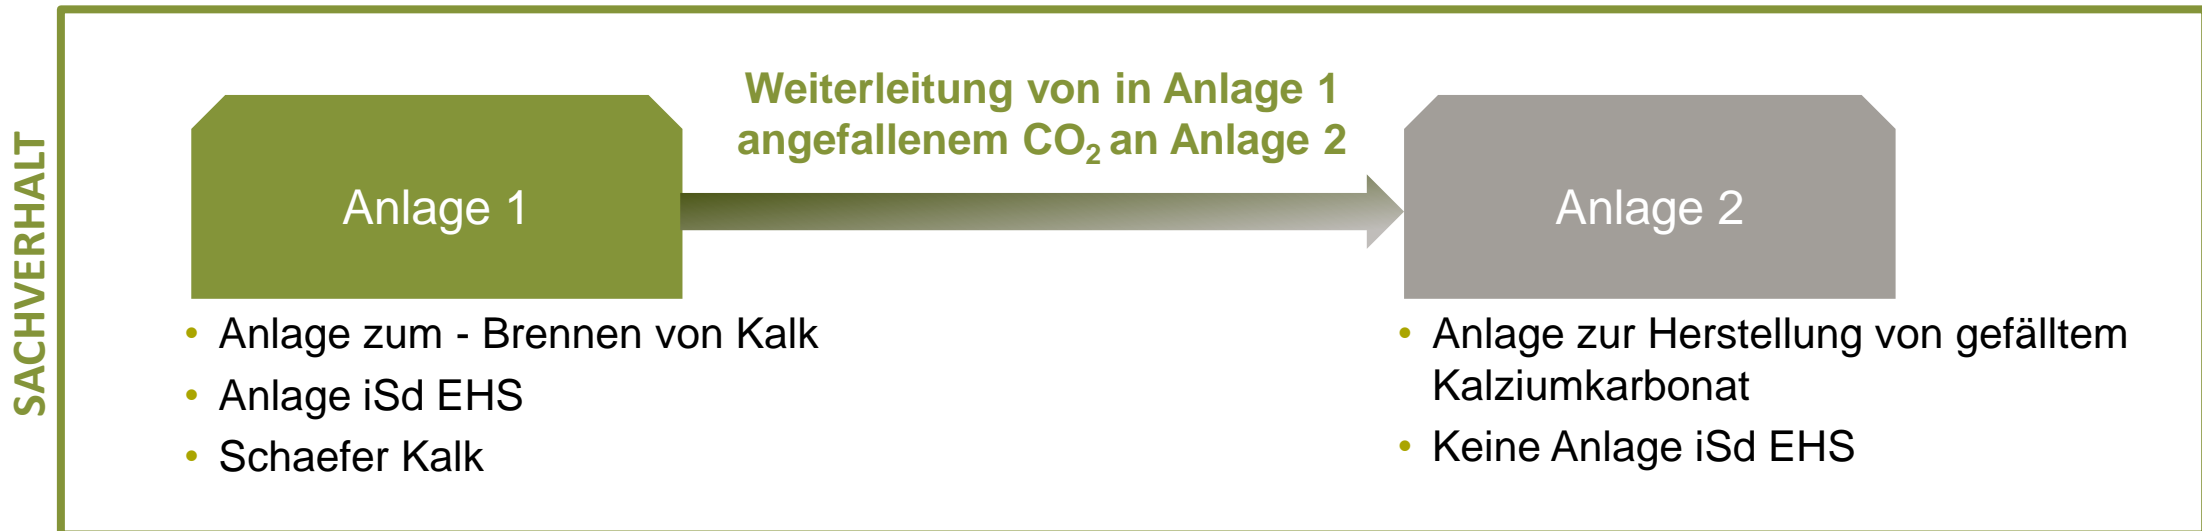 SACHVERHALT
Weiterleitung von in Anlage 1
angefallenem CO₂ an Anlage 2
Anlage 1
Anlage 2
• Anlage zum - Brennen von Kalk
• Anlage iSd EHS
• Schaefer Kalk
• Anlage zur Herstellung von gefälltem
Kalziumkarbonat
• Keine Anlage iSd EHS